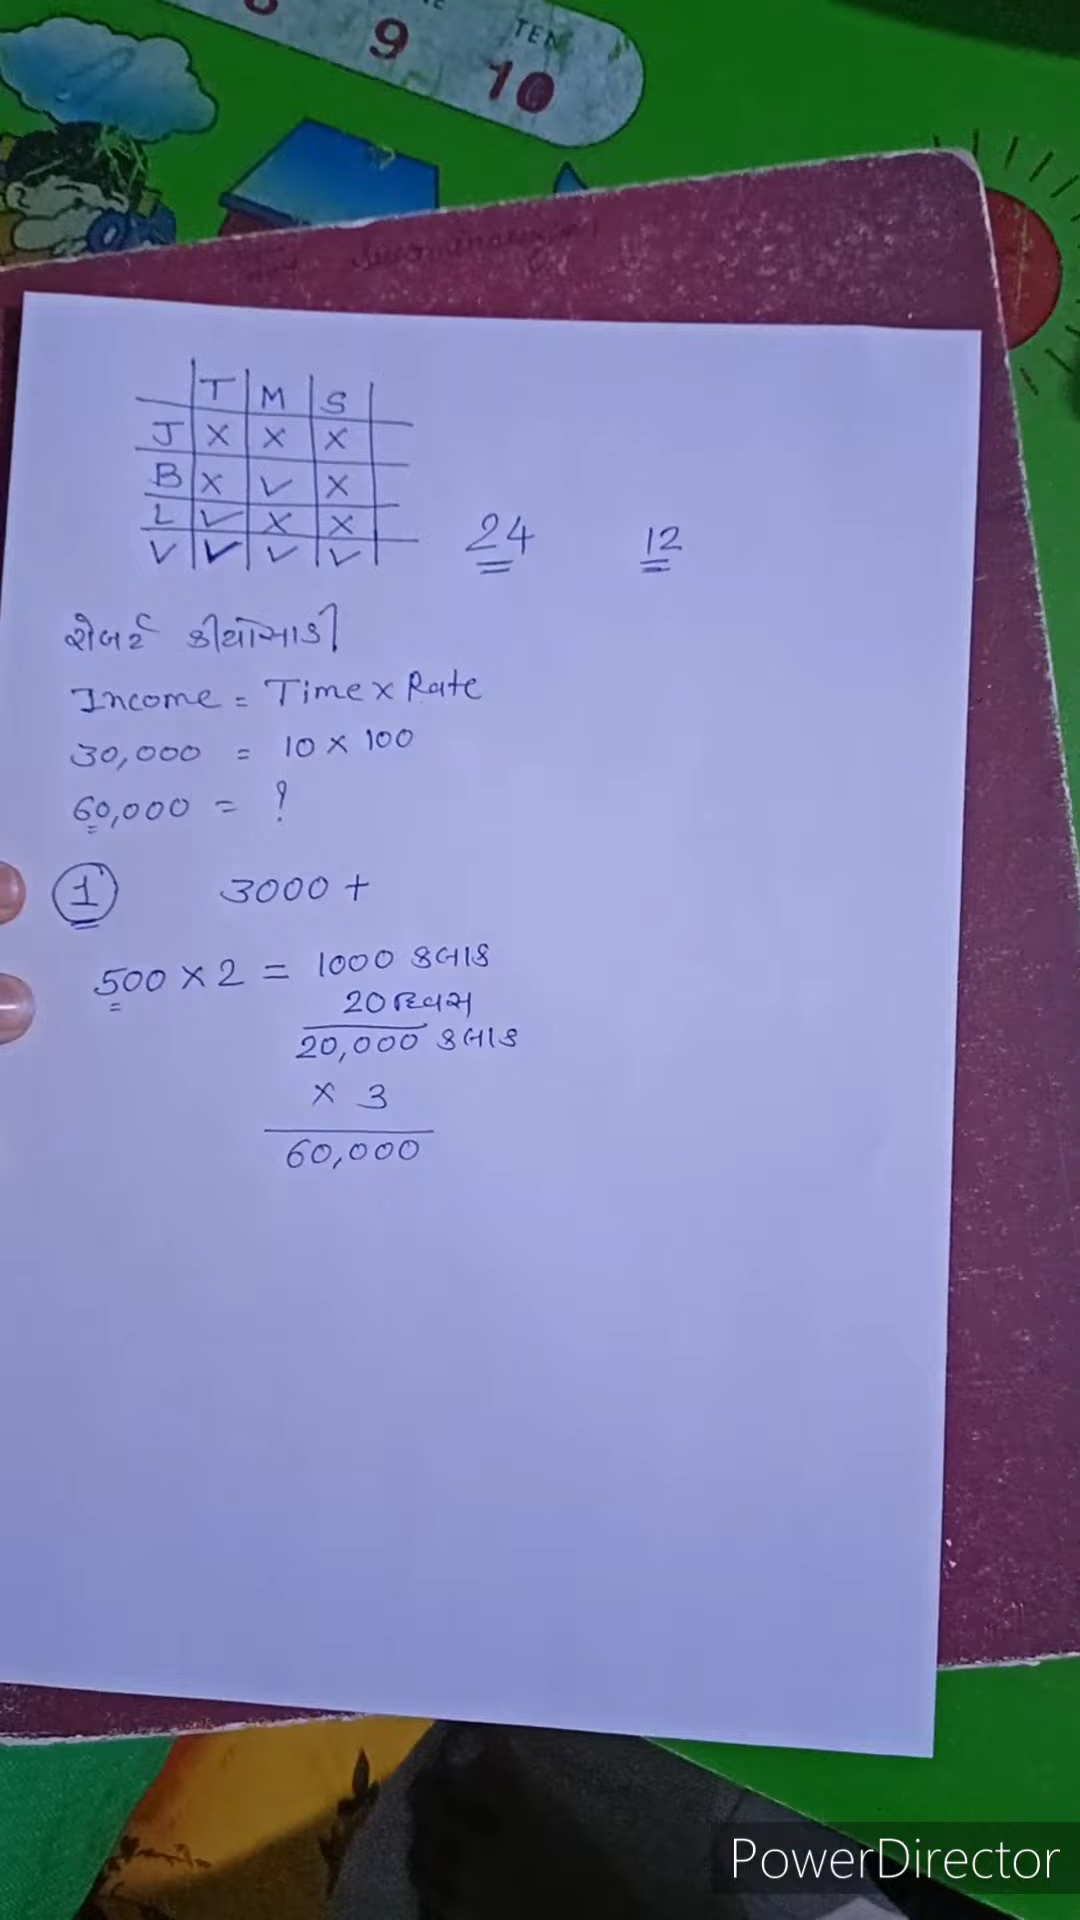 9 TEN 10
T M S
J X X X
B X ✓ X
L ✓ X X
V ✓ ✓ ✓
24 12
રોબર્ટ કીયોસાકી
Income = Time x Rate
30,000 = 10 x 100
60,000 = ?
1 3000 +
500 x 2 = 1000 કલાક
20 દિવસ
20,000 કલાક
x 3
60,000
PowerDirector